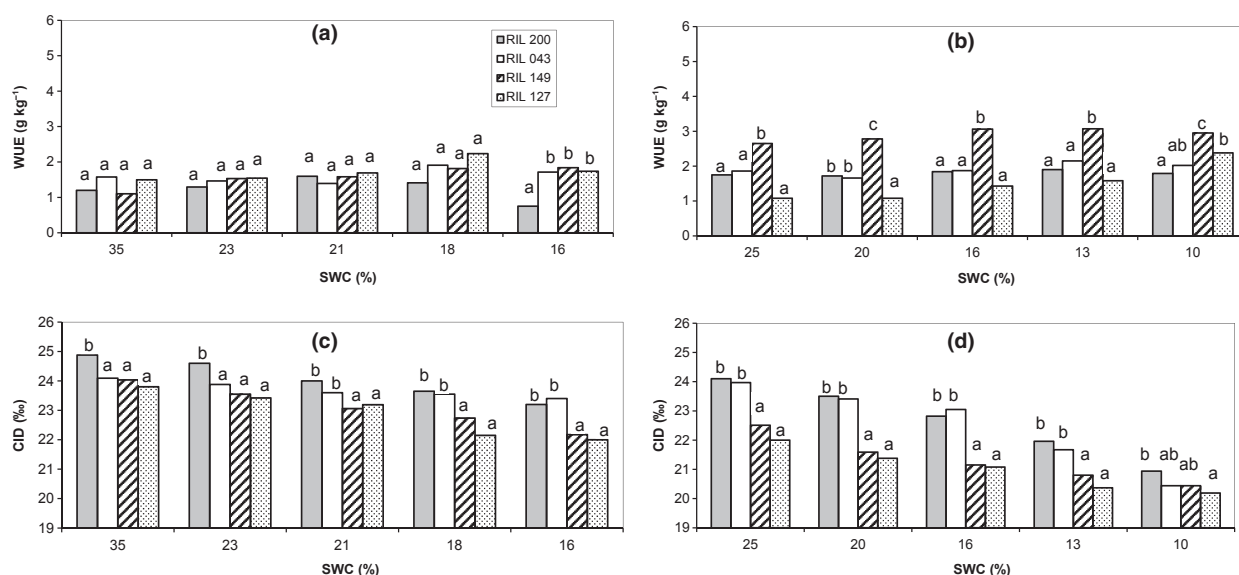 (a)
RIL 200
RIL 043
RIL 149
RIL 127
WUE (g kg⁻¹)
6
5
4
3
2
1
0
a a a a
a a a a
a a a a
a a a a
a b b b
35 23 21 18 16
SWC (%)
(b)
WUE (g kg⁻¹)
6
5
4
3
2
1
0
a a b a
b b c a
a a b a
a a b a
a ab c b
25 20 16 13 10
SWC (%)
(c)
CID (‰)
26
25
24
23
22
21
20
19
b a a a
b a a a
b b a a
b b a a
b b a a
35 23 21 18 16
SWC (%)
(d)
CID (‰)
26
25
24
23
22
21
20
19
b b a a
b b a a
b b a a
b b a a
b ab ab a
25 20 16 13 10
SWC (%)